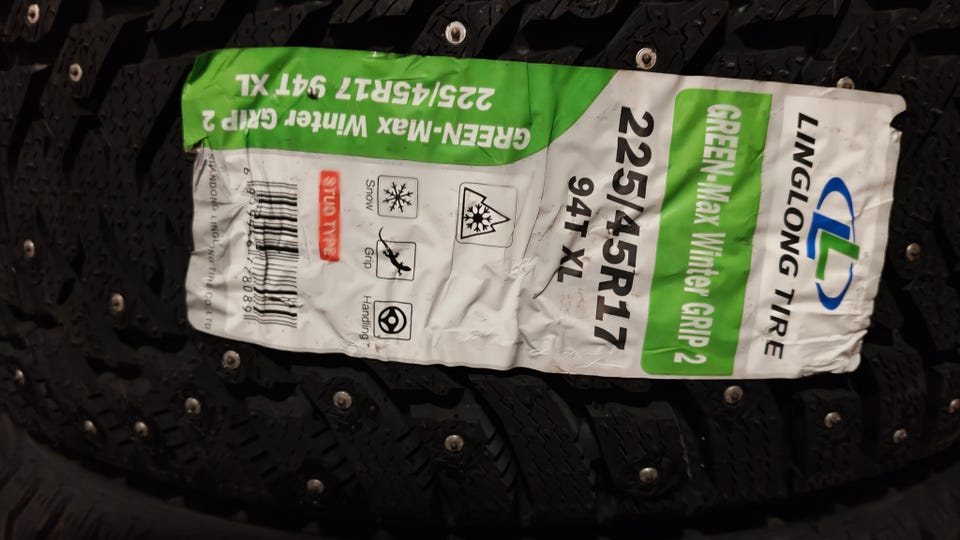 LINGLONG TIRE
GREEN-Max Winter GRIP 2
225/45R17
94T XL
Snow
Grip
Handling
STUD TYPE
GREEN-Max Winter GRIP 2
225/45R17 94T XL